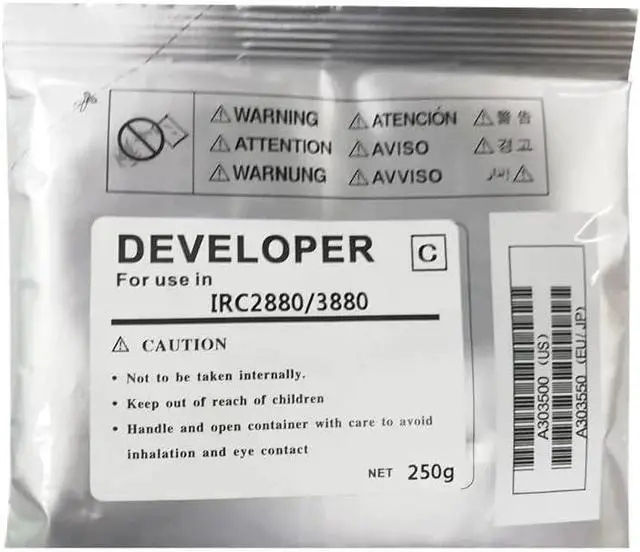 ⚠WARNING ⚠ATENCIÓN ⚠警告
⚠ATTENTION ⚠AVISO ⚠경고
⚠WARNUNG ⚠AVVISO ⚠
DEVELOPER C
For use in
IRC2880/3880
⚠ CAUTION
• Not to be taken internally.
• Keep out of reach of children
• Handle and open container with care to avoid
inhalation and eye contact
NET 250g
A303500 (US)
A303550 (EU/JP)